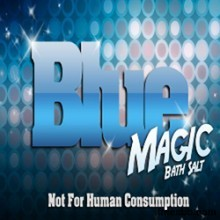 Blue
MAGIC
BATH SALT
Not For Human Consumption